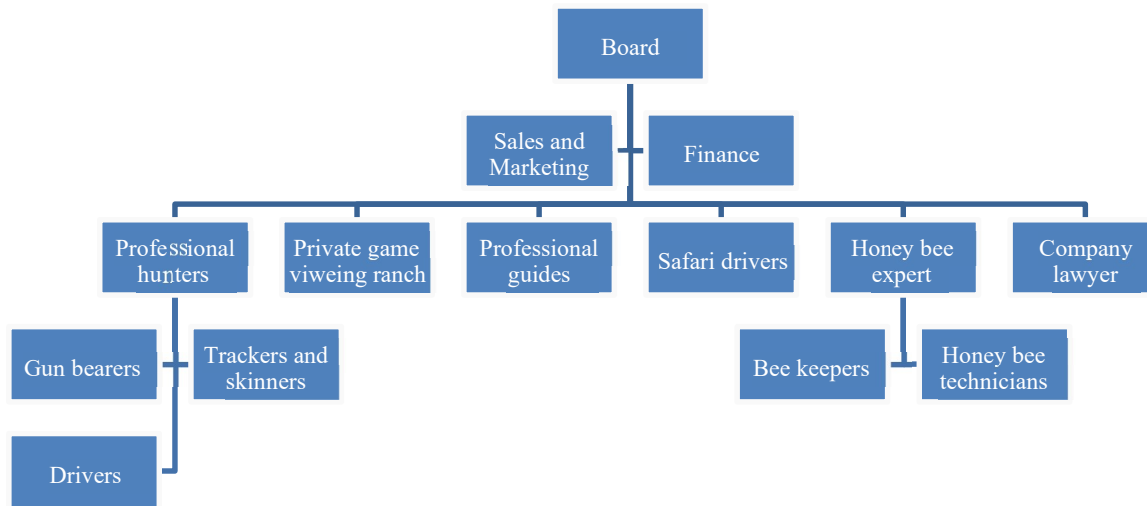 Board
Sales and
Marketing
Finance
Professional
hunters
Private game
viweing ranch
Professional
guides
Safari drivers
Honey bee
expert
Company
lawyer
Gun bearers
Trackers and
skinners
Bee keepers
Honey bee
technicians
Drivers